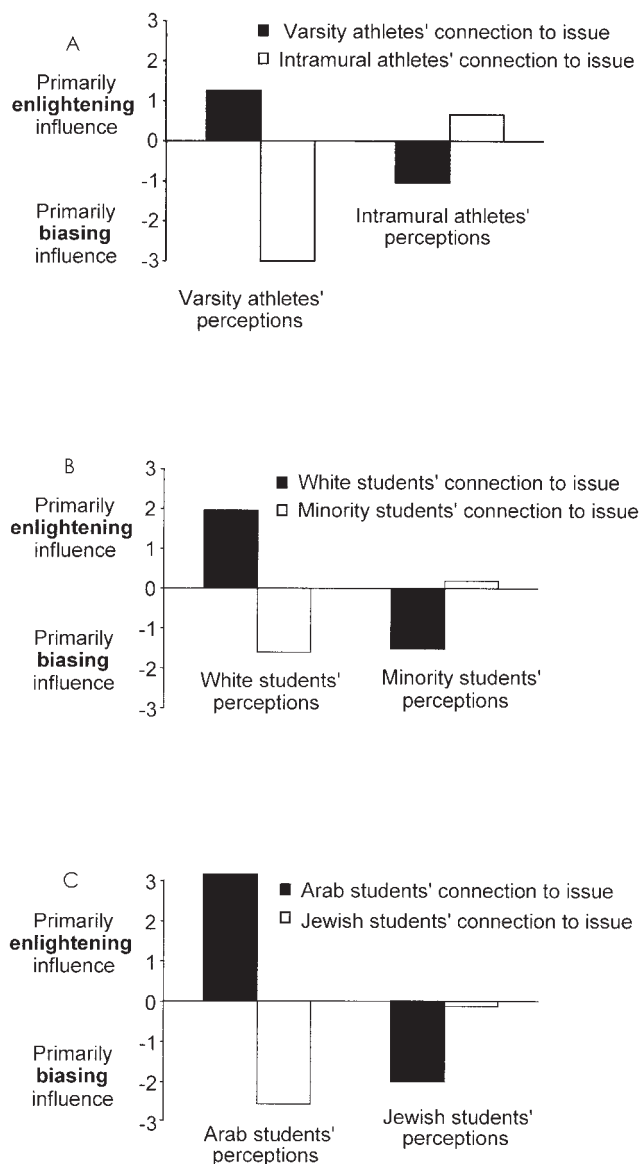 A
Varsity athletes' connection to issue
Intramural athletes' connection to issue
Primarily
enlightening
influence
Primarily
biasing
influence
3
2
1
0
-1
-2
-3
Intramural athletes'
perceptions
Varsity athletes'
perceptions
B
White students' connection to issue
Minority students' connection to issue
Primarily
enlightening
influence
Primarily
biasing
influence
3
2
1
0
-1
-2
-3
White students'
perceptions
Minority students'
perceptions
C
Arab students' connection to issue
Jewish students' connection to issue
Primarily
enlightening
influence
Primarily
biasing
influence
3
2
1
0
-1
-2
-3
Arab students'
perceptions
Jewish students'
perceptions